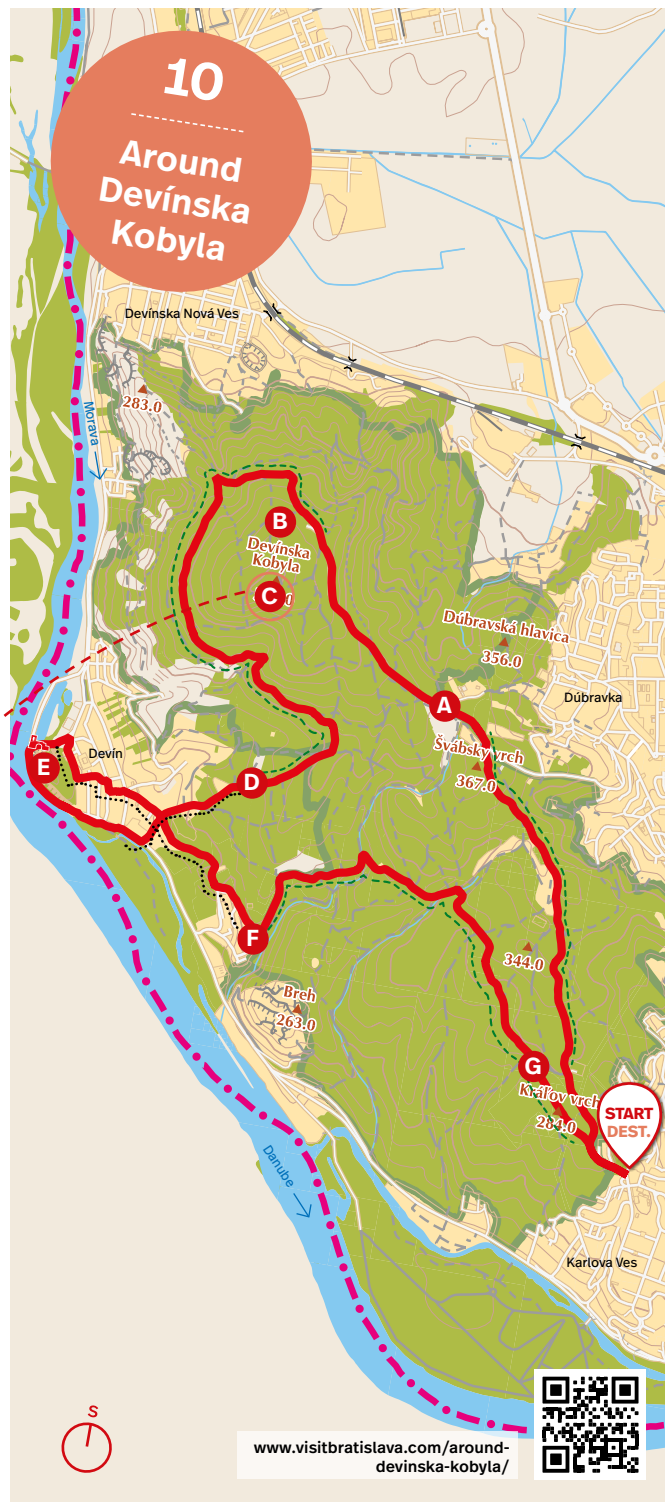 10
Around
Devínska
Kobyla
Devínska Nová Ves
283.0
Morava
B
Devínska
Kobyla
C
Dúbravská hlavica
356.0
Dúbravka
A
Švábsky vrch
367.0
Devín
E
D
F
344.0
Breh
263.0
G
Kráľov vrch
284.0
START
DEST.
Danube
Karlova Ves
S
www.visitbratislava.com/around-
devinska-kobyla/